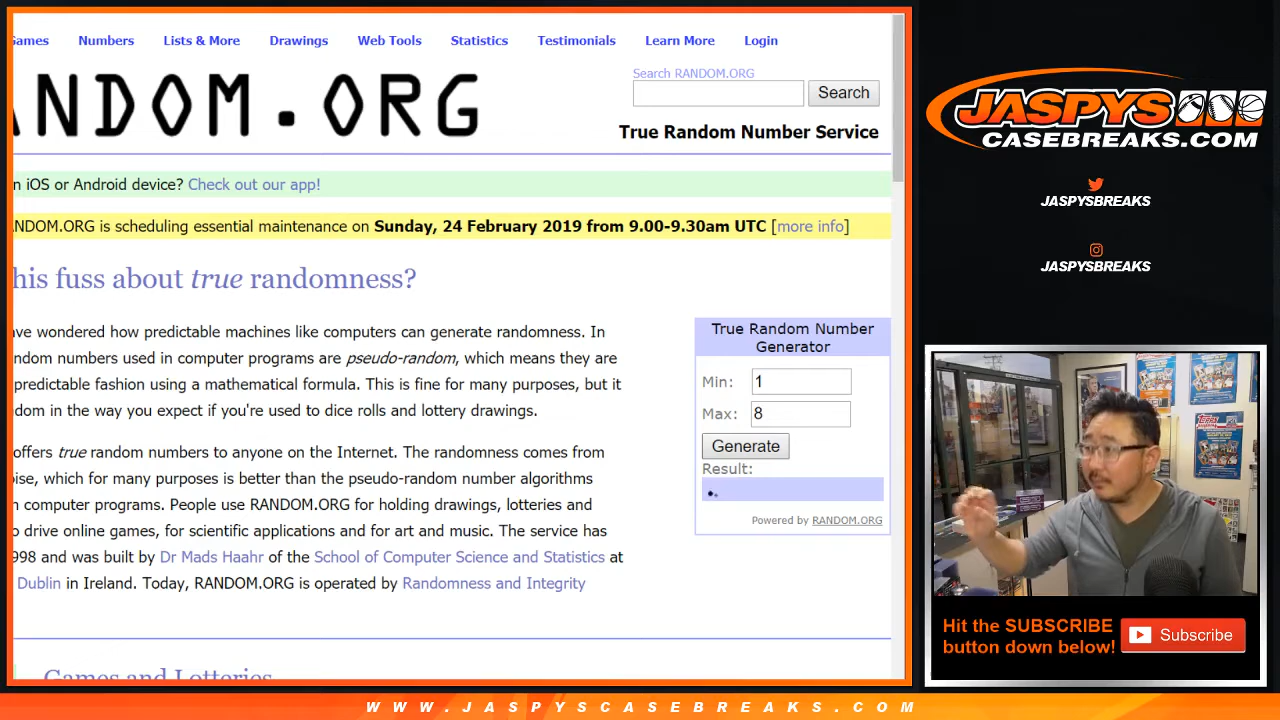 Games Numbers Lists & More Drawings Web Tools Statistics Testimonials Learn More Login
Search RANDOM.ORG
Search
NDOM.ORG
True Random Number Service
n iOS or Android device? Check out our app!
NDOM.ORG is scheduling essential maintenance on Sunday, 24 February 2019 from 9.00-9.30am UTC [more info]
his fuss about true randomness?
ve wondered how predictable machines like computers can generate randomness. In
ndom numbers used in computer programs are pseudo-random, which means they are
predictable fashion using a mathematical formula. This is fine for many purposes, but it
dom in the way you expect if you're used to dice rolls and lottery drawings.
offers true random numbers to anyone on the Internet. The randomness comes from
ise, which for many purposes is better than the pseudo-random number algorithms
computer programs. People use RANDOM.ORG for holding drawings, lotteries and
drive online games, for scientific applications and for art and music. The service has
998 and was built by Dr Mads Haahr of the School of Computer Science and Statistics at
Dublin in Ireland. Today, RANDOM.ORG is operated by Randomness and Integrity
Games and Lotteries
True Random Number
Generator
Min: 1
Max: 8
Generate
Result:
Powered by RANDOM.ORG
JASPYS
CASEBREAKS.COM
JASPYSBREAKS
JASPYSBREAKS
Hit the SUBSCRIBE
button down below!
Subscribe
WWW.JASPYSCASEBREAKS.COM